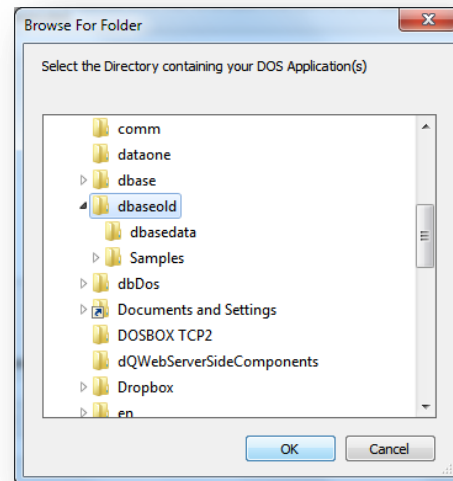 Browse For Folder
Select the Directory containing your DOS Application(s)
comm
dataone
dbase
dbaseold
dbasedata
Samples
dbDos
Documents and Settings
DOSBOX TCP2
dQWebServerSideComponents
Dropbox
en
OK Cancel